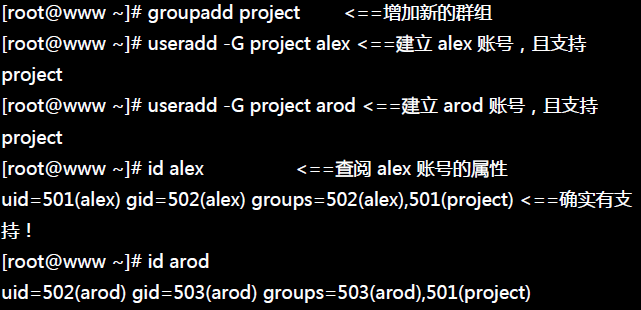 [root@www ~]# groupadd project <==增加新的群组
[root@www ~]# useradd -G project alex <==建立 alex 账号，且支持
project
[root@www ~]# useradd -G project arod <==建立 arod 账号，且支持
project
[root@www ~]# id alex <==查阅 alex 账号的属性
uid=501(alex) gid=502(alex) groups=502(alex),501(project) <==确实有支
持！
[root@www ~]# id arod
uid=502(arod) gid=503(arod) groups=503(arod),501(project)